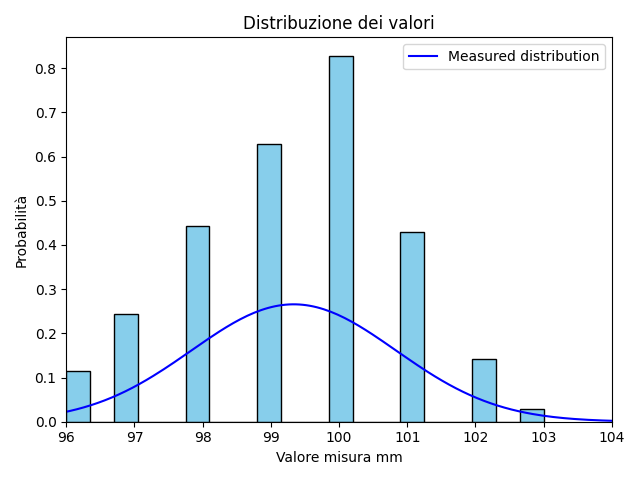 Distribuzione dei valori
Measured distribution
0.8
0.7
0.6
0.5
0.4
0.3
0.2
0.1
0.0
Probabilità
96 97 98 99 100 101 102 103 104
Valore misura mm